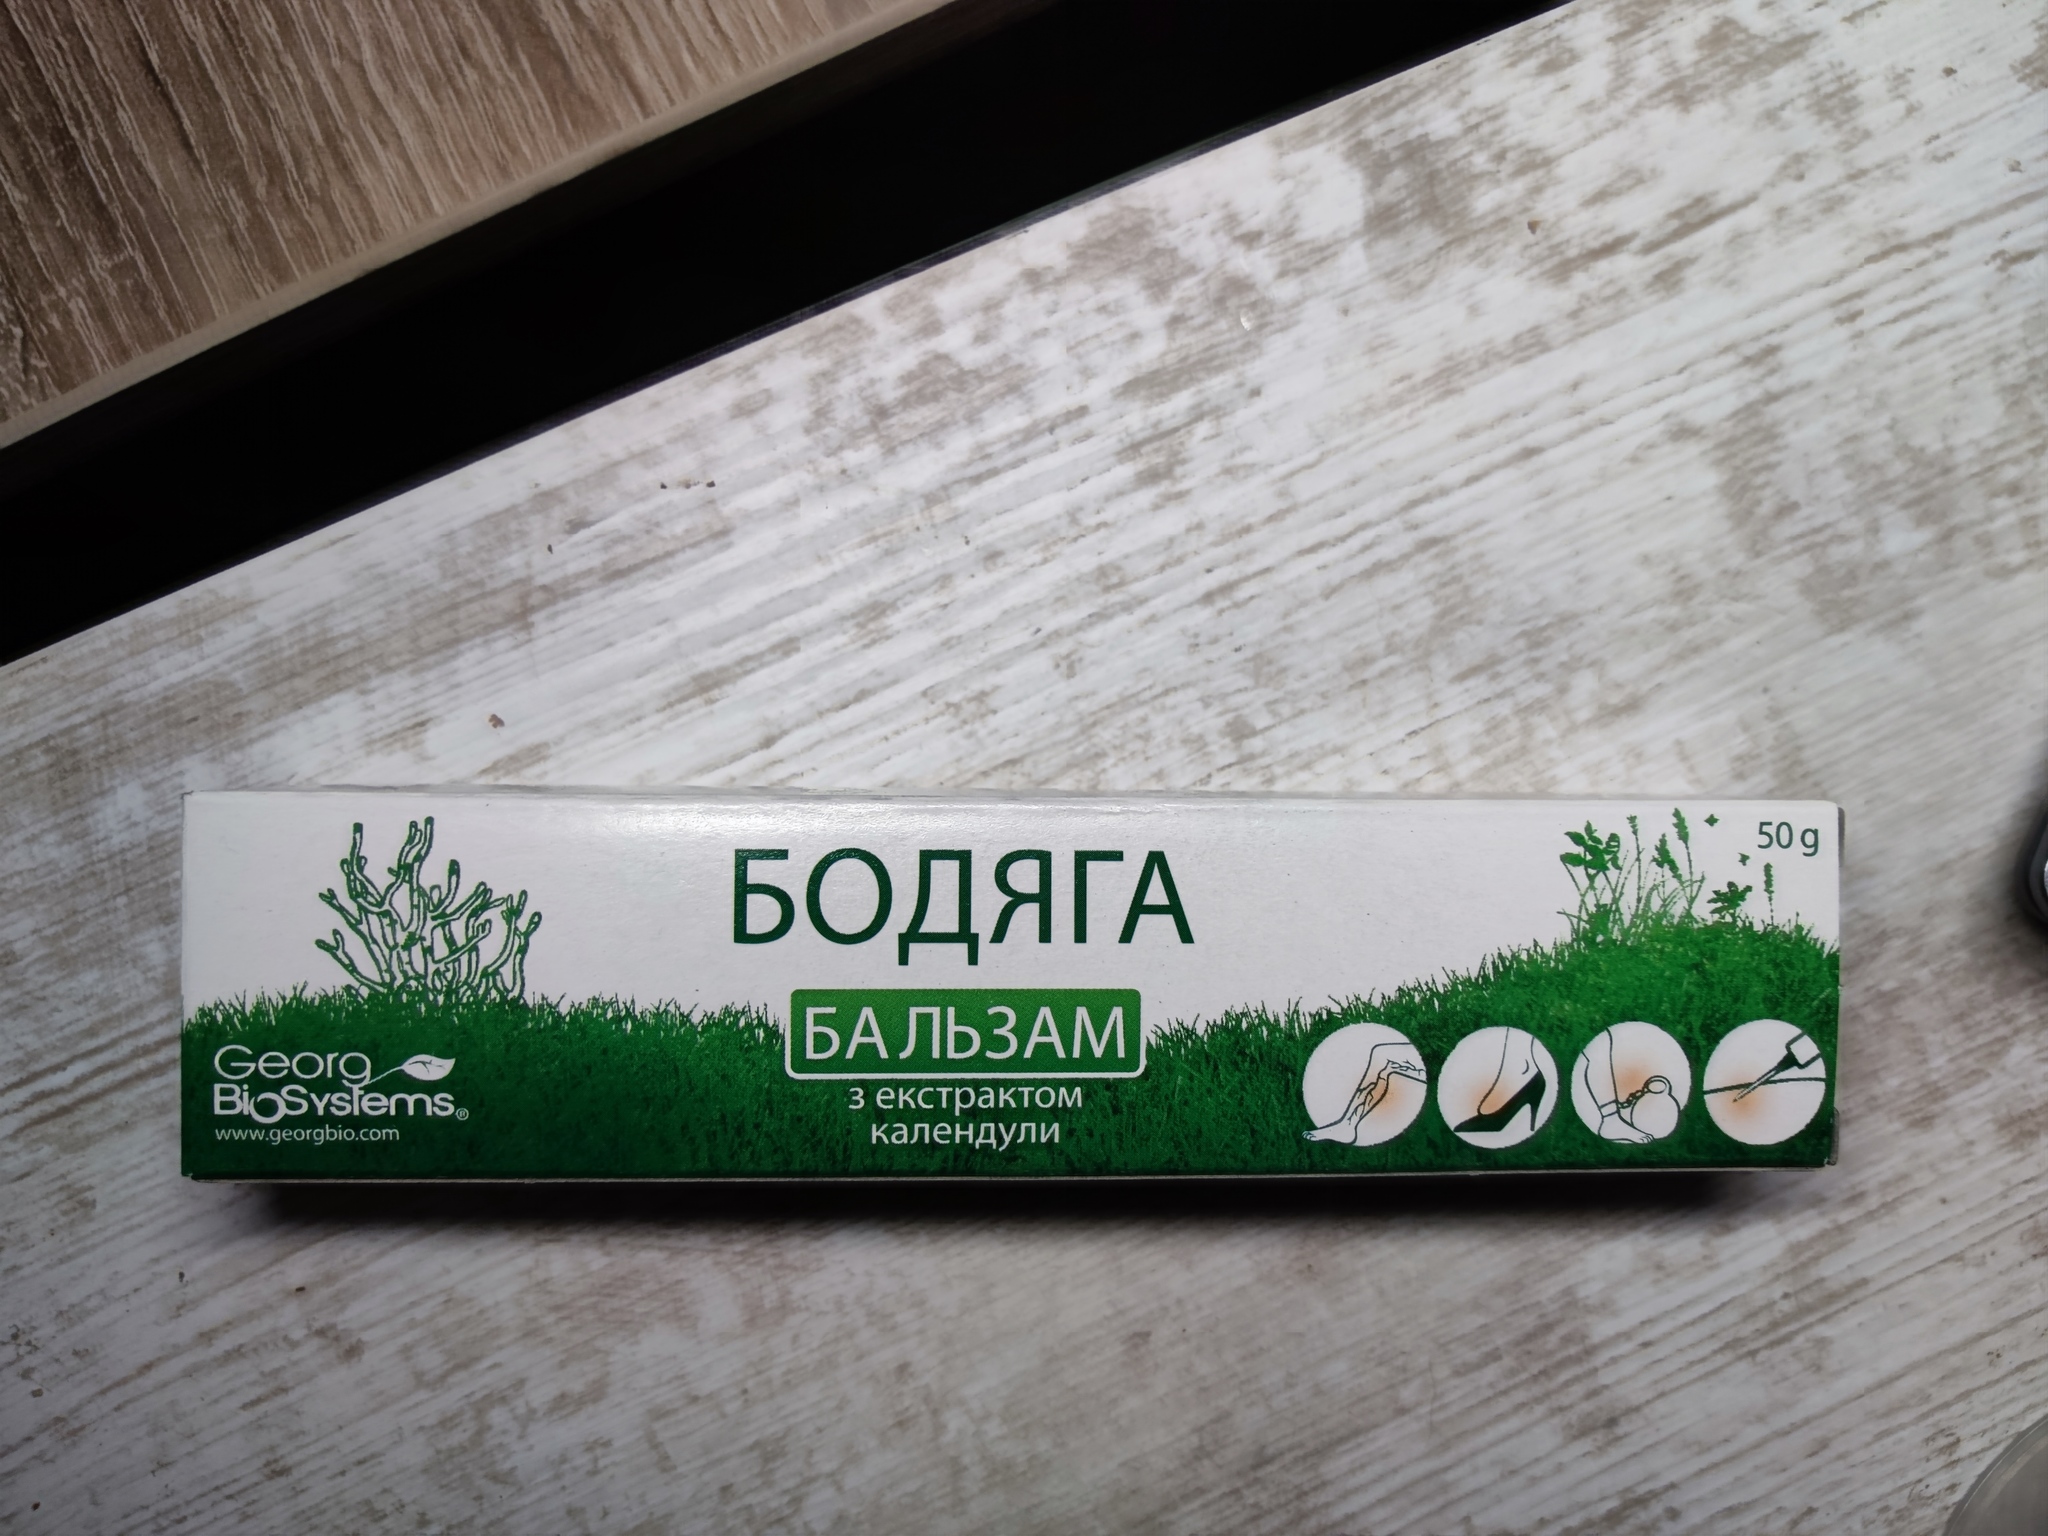 БОДЯГА
50 g
БАЛЬЗАМ
з екстрактом
календули
Georg
BioSystems®
www.georgbio.com